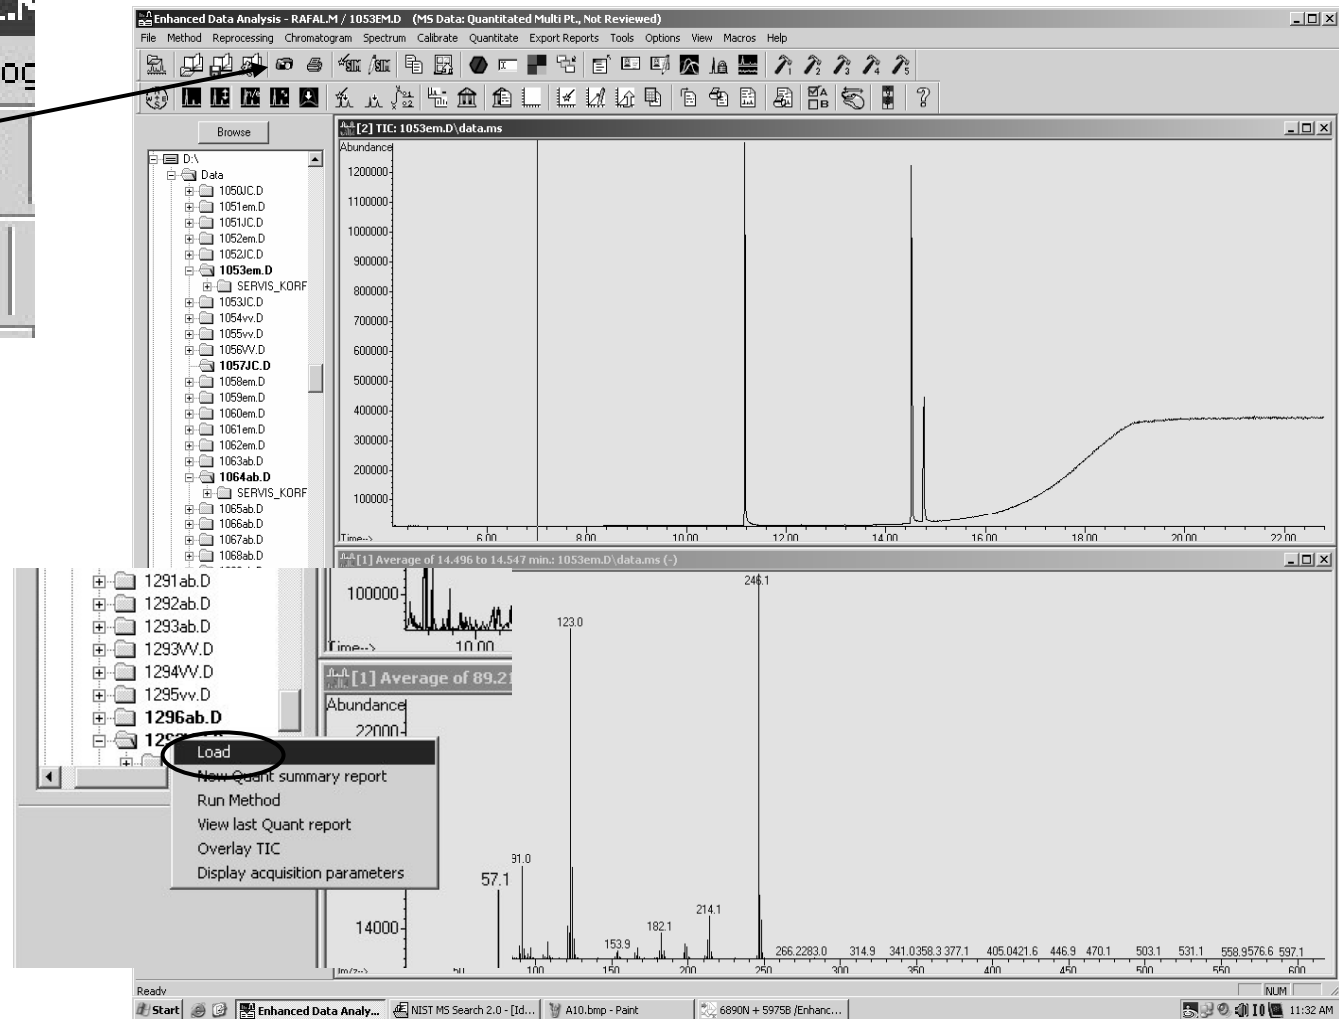 Enhanced Data Analysis - RAFAL.M / 1053EM.D (MS Data: Quantitated Multi Pt., Not Reviewed)
File Method Reprocessing Chromatogram Spectrum Calibrate Quantitate Export Reports Tools Options View Macros Help
Browse
D:\
Data
1050JC.D
1051em.D
1051JC.D
1052em.D
1052JC.D
1053em.D
SERVIS_KORF
1053JC.D
1054vv.D
1055vv.D
1056VV.D
1057JC.D
1058em.D
1059em.D
1060em.D
1061em.D
1062em.D
1063ab.D
1064ab.D
SERVIS_KORF
1065ab.D
1066ab.D
1067ab.D
1068ab.D
[2] TIC: 1053em.D\data.ms
Abundance
1200000
1100000
1000000
900000
800000
700000
600000
500000
400000
300000
200000
100000
Time-->
6.00 8.00 10.00 12.00 14.00 16.00 18.00 20.00 22.00
[1] Average of 14.496 to 14.547 min.: 1053em.D\data.ms (-)
1291ab.D
1292ab.D
1293ab.D
1293VV.D
1294VV.D
1295vv.D
1296ab.D
100000
Time-->
10.00
[1] Average of 89.21
Abundance
22000
14000
57.1
Load
New Quant summary report
Run Method
View last Quant report
Overlay TIC
Display acquisition parameters
246.1
123.0
91.0
153.9
182.1
214.1
266.2 283.0 314.9 341.0 358.3 377.1 405.0 421.6 446.9 470.1 503.1 531.1 558.9 576.6 597.1
m/z-->
50 100 150 200 250 300 350 400 450 500 550 600
Ready
NUM
Start
Enhanced Data Analy...
NIST MS Search 2.0 - [Id...
A10.bmp - Paint
6890N + 5975B /Enhanc...
11:32 AM